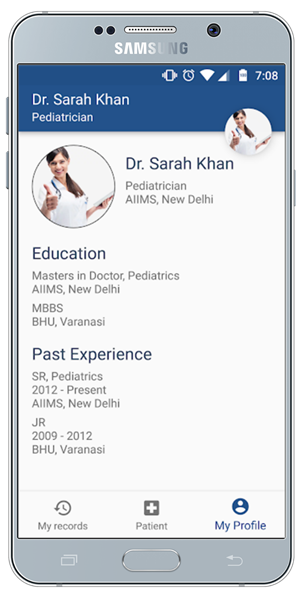 SAMSUNG
7:08
Dr. Sarah Khan
Pediatrician
Dr. Sarah Khan
Pediatrician
AIIMS, New Delhi
Education
Masters in Doctor, Pediatrics
AIIMS, New Delhi
MBBS
BHU, Varanasi
Past Experience
SR, Pediatrics
2012 - Present
AIIMS, New Delhi
JR
2009 - 2012
BHU, Varanasi
My records
Patient
My Profile